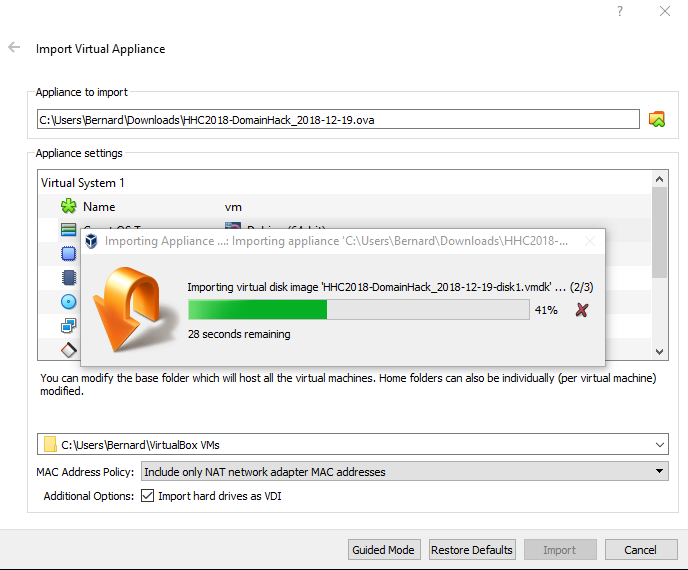 ?
Import Virtual Appliance
Appliance to import
C:\Users\Bernard\Downloads\HHC2018-DomainHack_2018-12-19.ova
Appliance settings
Virtual System 1
Name vm
Importing Appliance ...: Importing appliance 'C:\Users\Bernard\Downloads\HHC2018-...
Importing virtual disk image 'HHC2018-DomainHack_2018-12-19-disk1.vmdk' ... (2/3)
41%
28 seconds remaining
You can modify the base folder which will host all the virtual machines. Home folders can also be individually (per virtual machine)
modified.
C:\Users\Bernard\VirtualBox VMs
MAC Address Policy: Include only NAT network adapter MAC addresses
Additional Options: Import hard drives as VDI
Guided Mode Restore Defaults Import Cancel